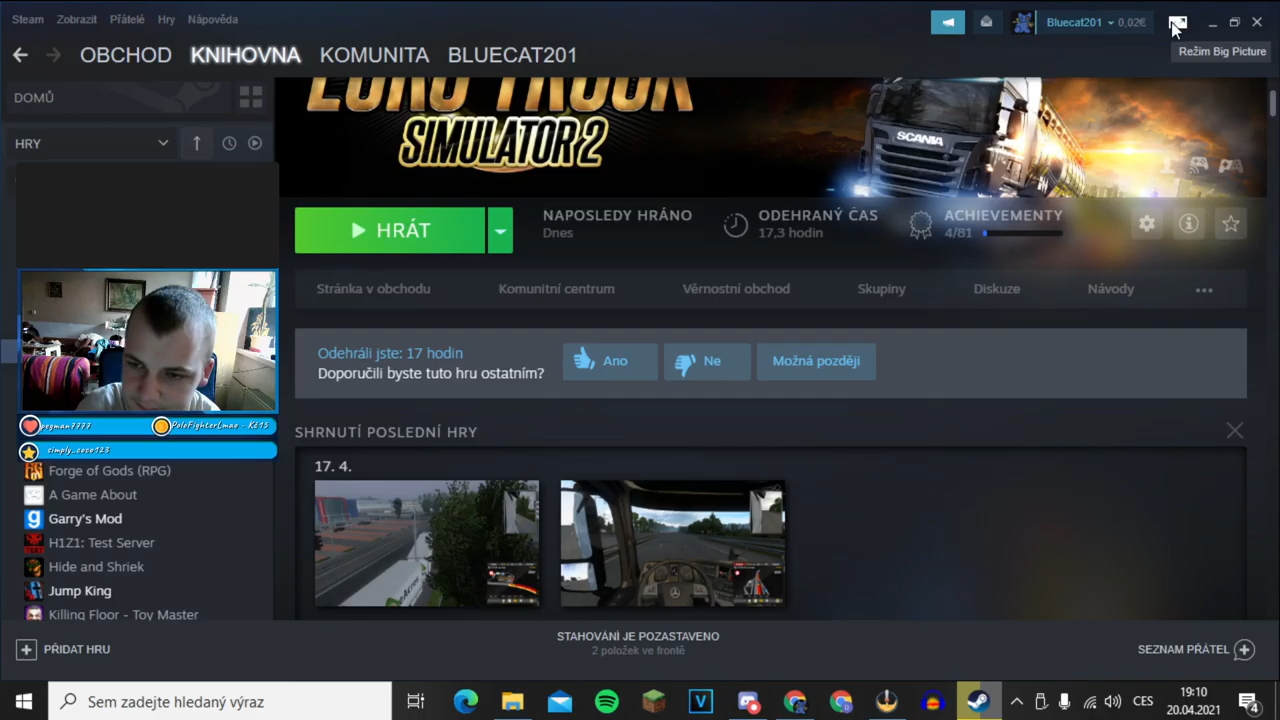 Steam Zobrazit Přátelé Hry Nápověda
Bluecat201 0,02€
Režim Big Picture
OBCHOD KNIHOVNA KOMUNITA BLUECAT201
DOMŮ
HRY
EURO TRUCK
SIMULATOR 2
SCANIA
HRÁT
NAPOSLEDY HRÁNO
Dnes
ODEHRANÝ ČAS
17,3 hodin
ACHIEVEMENTY
4/81
Stránka v obchodu Komunitní centrum Věrnostní obchod Skupiny Diskuze Návody
Odehráli jste: 17 hodin
Doporučili byste tuto hru ostatním?
Ano Ne Možná později
SHRNUTÍ POSLEDNÍ HRY
17. 4.
pegman7777 PoloFighterLmao - Kč15
simply_coso123
Forge of Gods (RPG)
A Game About
Garry's Mod
H1Z1: Test Server
Hide and Shriek
Jump King
Killing Floor - Toy Master
PŘIDAT HRU
STAHOVÁNÍ JE POZASTAVENO
2 položek ve frontě
SEZNAM PŘÁTEL
Sem zadejte hledaný výraz
CES
19:10
20.04.2021
4